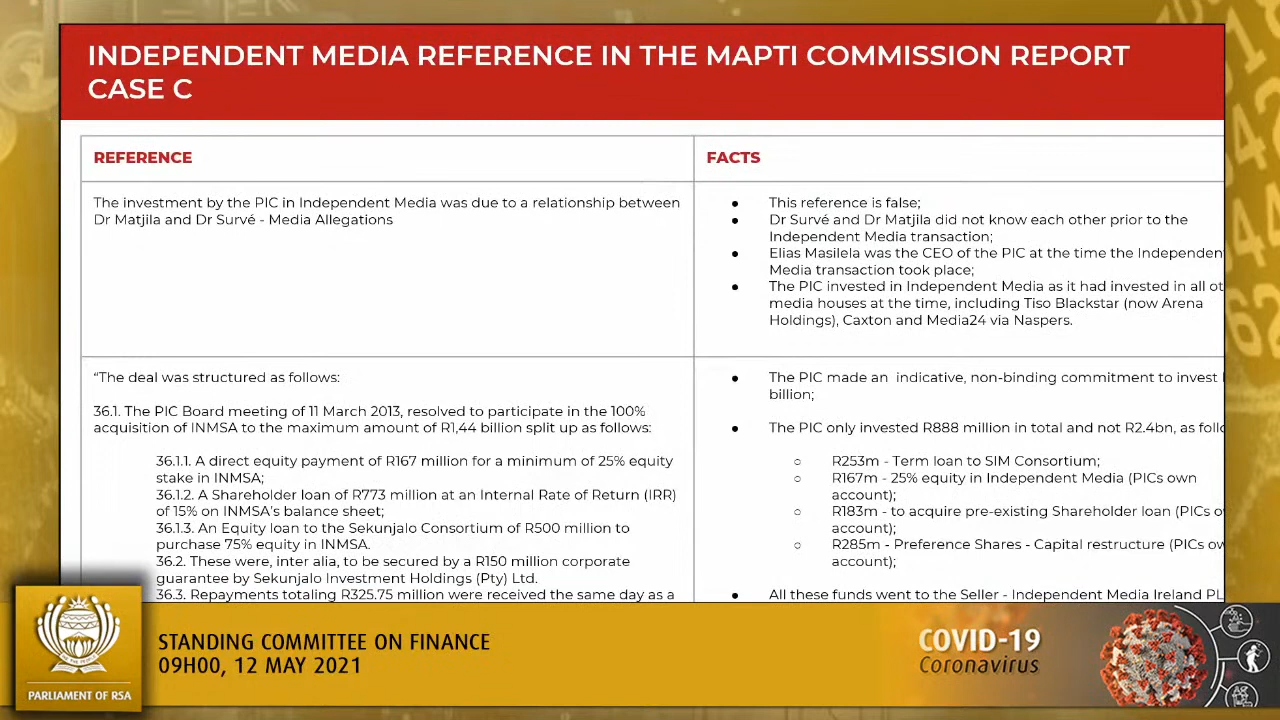 INDEPENDENT MEDIA REFERENCE IN THE MAPTI COMMISSION REPORT
CASE C
REFERENCE
The investment by the PIC in Independent Media was due to a relationship between
Dr Matjila and Dr Survé - Media Allegations
“The deal was structured as follows:
36.1. The PIC Board meeting of 11 March 2013, resolved to participate in the 100%
acquisition of INMSA to the maximum amount of R1,44 billion split up as follows:
36.1.1. A direct equity payment of R167 million for a minimum of 25% equity
stake in INMSA;
36.1.2. A Shareholder loan of R773 million at an Internal Rate of Return (IRR)
of 15% on INMSA’s balance sheet;
36.1.3. An Equity loan to the Sekunjalo Consortium of R500 million to
purchase 75% equity in INMSA.
36.2. These were, inter alia, to be secured by a R150 million corporate
guarantee by Sekunjalo Investment Holdings (Pty) Ltd.
36.3. Repayments totaling R325.75 million were received the same day as a
FACTS
● This reference is false;
● Dr Survé and Dr Matjila did not know each other prior to the
Independent Media transaction;
● Elias Masilela was the CEO of the PIC at the time the
Media transaction took place;
● The PIC invested in Independent Media as it had invested in all
media houses at the time, including Tiso Blackstar (now Arena
Holdings), Caxton and Media24 via Naspers.
● The PIC made an indicative, non-binding commitment to invest
billion;
● The PIC only invested R888 million in total and not R2.4bn, as
○ R253m - Term loan to SIM Consortium;
○ R167m - 25% equity in Independent Media (PICs own
account);
○ R183m - to acquire pre-existing Shareholder loan (PICs
account);
○ R285m - Preference Shares - Capital restructure (PICs
account);
● All these funds went to the Seller - Independent Media Ireland
PARLIAMENT OF RSA
STANDING COMMITTEE ON FINANCE
09H00, 12 MAY 2021
COVID-19
Coronavirus